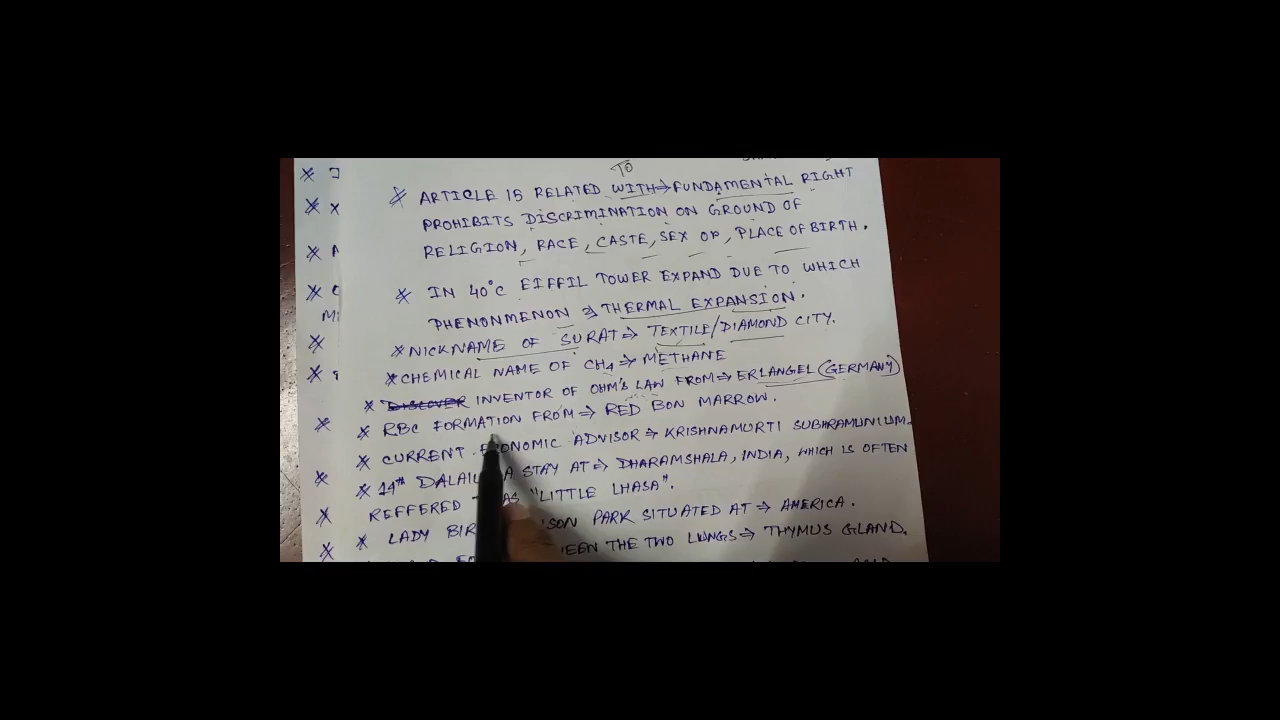 TO
* ARTICLE 15 RELATED WITH→FUNDAMENTAL RIGHT
PROHIBITS DISCRIMINATION ON GROUND OF
RELIGION, RACE, CASTE, SEX OR, PLACE OF BIRTH.
* IN 40°C EIFFIL TOWER EXPAND DUE TO WHICH
PHENONMENON ⇒ THERMAL EXPANSION.
* NICKNAME OF SURAT ⇒ TEXTILE/DIAMOND CITY.
* CHEMICAL NAME OF CH4 ⇒ METHANE
* DISCOVER INVENTOR OF OHM'S LAW FROM ⇒ ERLANGEL (GERMANY)
* RBC FORMATION FROM ⇒ RED BON MARROW.
* CURRENT ECONOMIC ADVISOR ⇒ KRISHNAMURTI SUBHRAMUNIUM.
* 14th DALAI A STAY AT ⇒ DHARAMSHALA, INDIA, WHICH IS OFTEN
REFFERED AS "LITTLE LHASA".
* LADY BIR SON PARK SITUATED AT ⇒ AMERICA.
EEN THE TWO LUNGS ⇒ THYMUS GLAND.